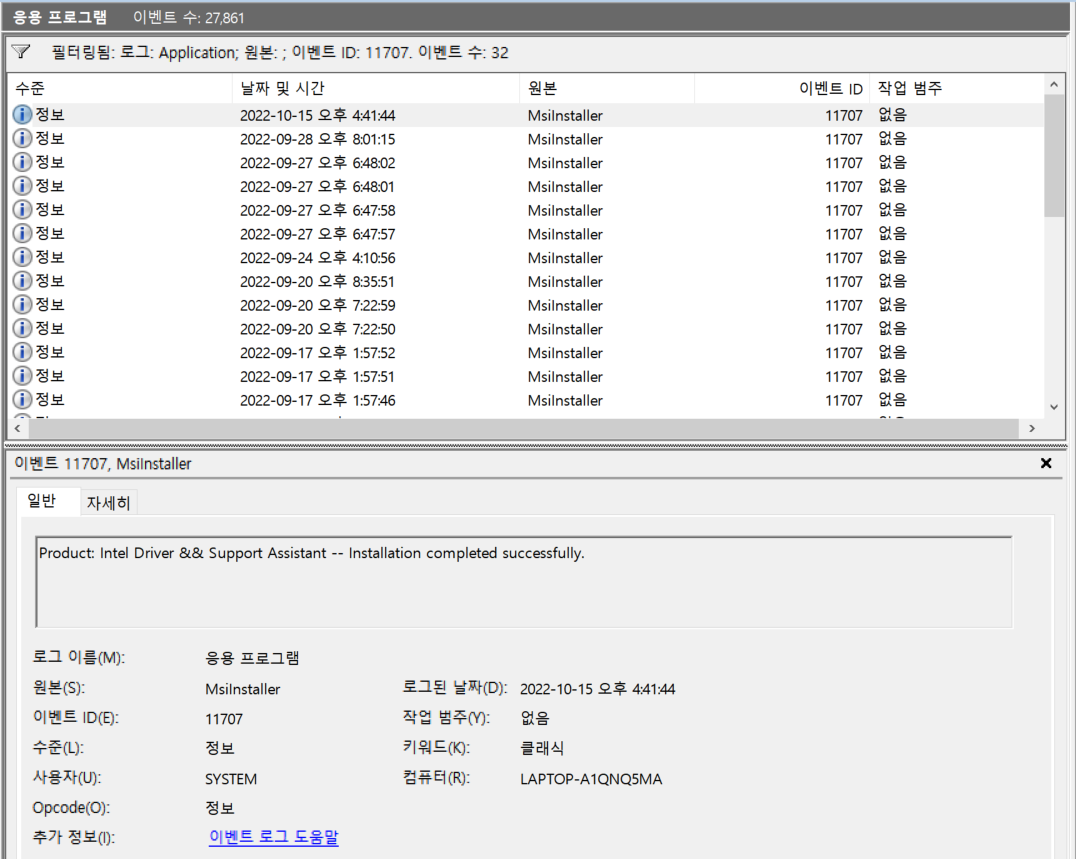 응용 프로그램 이벤트 수: 27,861
필터링됨: 로그: Application; 원본: ; 이벤트 ID: 11707. 이벤트 수: 32
수준 날짜 및 시간 원본 이벤트 ID 작업 범주
정보 2022-10-15 오후 4:41:44 MsiInstaller 11707 없음
정보 2022-09-28 오후 8:01:15 MsiInstaller 11707 없음
정보 2022-09-27 오후 6:48:02 MsiInstaller 11707 없음
정보 2022-09-27 오후 6:48:01 MsiInstaller 11707 없음
정보 2022-09-27 오후 6:47:58 MsiInstaller 11707 없음
정보 2022-09-27 오후 6:47:57 MsiInstaller 11707 없음
정보 2022-09-24 오후 4:10:56 MsiInstaller 11707 없음
정보 2022-09-20 오후 8:35:51 MsiInstaller 11707 없음
정보 2022-09-20 오후 7:22:59 MsiInstaller 11707 없음
정보 2022-09-20 오후 7:22:50 MsiInstaller 11707 없음
정보 2022-09-17 오후 1:57:52 MsiInstaller 11707 없음
정보 2022-09-17 오후 1:57:51 MsiInstaller 11707 없음
정보 2022-09-17 오후 1:57:46 MsiInstaller 11707 없음
이벤트 11707, MsiInstaller
일반 자세히
Product: Intel Driver && Support Assistant -- Installation completed successfully.
로그 이름(M): 응용 프로그램
원본(S): MsiInstaller 로그된 날짜(D): 2022-10-15 오후 4:41:44
이벤트 ID(E): 11707 작업 범주(Y): 없음
수준(L): 정보 키워드(K): 클래식
사용자(U): SYSTEM 컴퓨터(R): LAPTOP-A1QNQ5MA
Opcode(O): 정보
추가 정보(I): 이벤트 로그 도움말